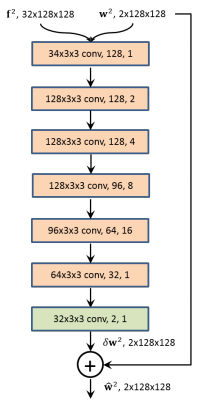 f², 32x128x128 w², 2x128x128
34x3x3 conv, 128, 1
128x3x3 conv, 128, 2
128x3x3 conv, 128, 4
128x3x3 conv, 96, 8
96x3x3 conv, 64, 16
64x3x3 conv, 32, 1
32x3x3 conv, 2, 1
δw², 2x128x128
+
ŵ², 2x128x128